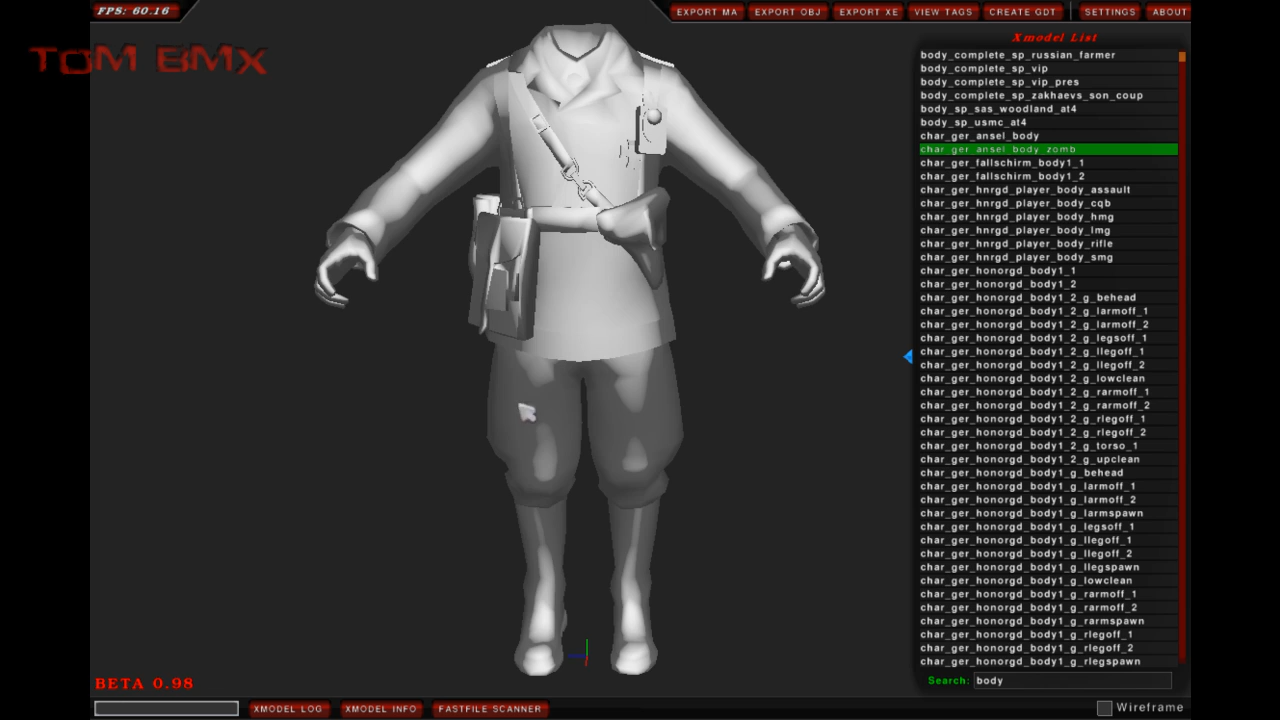 FPS: 60.16
EXPORT MA EXPORT OBJ EXPORT XE VIEW TAGS CREATE GDT SETTINGS ABOUT
TOM BMX
Xmodel List
body_complete_sp_russian_farmer
body_complete_sp_vip
body_complete_sp_vip_pres
body_complete_sp_zakhaevs_son_coup
body_sp_sas_woodland_at4
body_sp_usmc_at4
char_ger_ansel_body
char_ger_ansel_body_zomb
char_ger_fallschirm_body1_1
char_ger_fallschirm_body1_2
char_ger_hnrgd_player_body_assault
char_ger_hnrgd_player_body_cqb
char_ger_hnrgd_player_body_hmg
char_ger_hnrgd_player_body_lmg
char_ger_hnrgd_player_body_rifle
char_ger_hnrgd_player_body_smg
char_ger_honorgd_body1_1
char_ger_honorgd_body1_2
char_ger_honorgd_body1_2_g_behead
char_ger_honorgd_body1_2_g_larmoff_1
char_ger_honorgd_body1_2_g_larmoff_2
char_ger_honorgd_body1_2_g_legsoff_1
char_ger_honorgd_body1_2_g_llegoff_1
char_ger_honorgd_body1_2_g_llegoff_2
char_ger_honorgd_body1_2_g_lowclean
char_ger_honorgd_body1_2_g_rarmoff_1
char_ger_honorgd_body1_2_g_rarmoff_2
char_ger_honorgd_body1_2_g_rlegoff_1
char_ger_honorgd_body1_2_g_rlegoff_2
char_ger_honorgd_body1_2_g_torso_1
char_ger_honorgd_body1_2_g_upclean
char_ger_honorgd_body1_g_behead
char_ger_honorgd_body1_g_larmoff_1
char_ger_honorgd_body1_g_larmoff_2
char_ger_honorgd_body1_g_larmspawn
char_ger_honorgd_body1_g_legsoff_1
char_ger_honorgd_body1_g_llegoff_1
char_ger_honorgd_body1_g_llegoff_2
char_ger_honorgd_body1_g_llegspawn
char_ger_honorgd_body1_g_lowclean
char_ger_honorgd_body1_g_rarmoff_1
char_ger_honorgd_body1_g_rarmoff_2
char_ger_honorgd_body1_g_rarmspawn
char_ger_honorgd_body1_g_rlegoff_1
char_ger_honorgd_body1_g_rlegoff_2
char_ger_honorgd_body1_g_rlegspawn
Search: body
BETA 0.98
XMODEL LOG XMODEL INFO FASTFILE SCANNER Wireframe